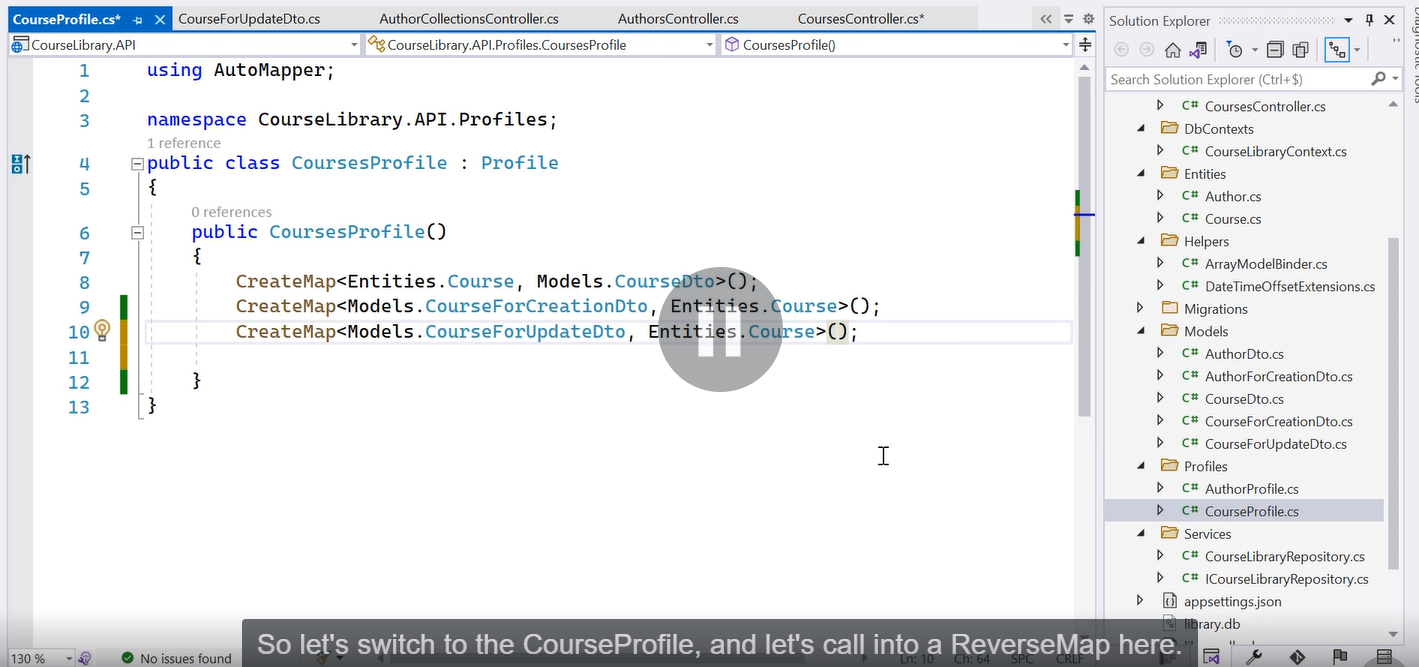 CourseProfile.cs*
CourseForUpdateDto.cs
AuthorCollectionsController.cs
AuthorsController.cs
CoursesController.cs*
CourseLibrary.API
CourseLibrary.API.Profiles.CoursesProfile
CoursesProfile()
1 using AutoMapper;
2
3 namespace CourseLibrary.API.Profiles;
1 reference
4 public class CoursesProfile : Profile
5 {
0 references
6 public CoursesProfile()
7 {
8 CreateMap<Entities.Course, Models.CourseDto>();
9 CreateMap<Models.CourseForCreationDto, Entities.Course>();
10 CreateMap<Models.CourseForUpdateDto, Entities.Course>();
11
12 }
13 }
Solution Explorer
Search Solution Explorer (Ctrl+$)
C# CoursesController.cs
DbContexts
C# CourseLibraryContext.cs
Entities
C# Author.cs
C# Course.cs
Helpers
C# ArrayModelBinder.cs
C# DateTimeOffsetExtensions.cs
Migrations
Models
C# AuthorDto.cs
C# AuthorForCreationDto.cs
C# CourseDto.cs
C# CourseForCreationDto.cs
C# CourseForUpdateDto.cs
Profiles
C# AuthorProfile.cs
C# CourseProfile.cs
Services
C# CourseLibraryRepository.cs
C# ICourseLibraryRepository.cs
appsettings.json
library.db
So let's switch to the CourseProfile, and let's call into a ReverseMap here.
130 %
No issues found
Ln: 10 Ch: 64 SPC CRLF